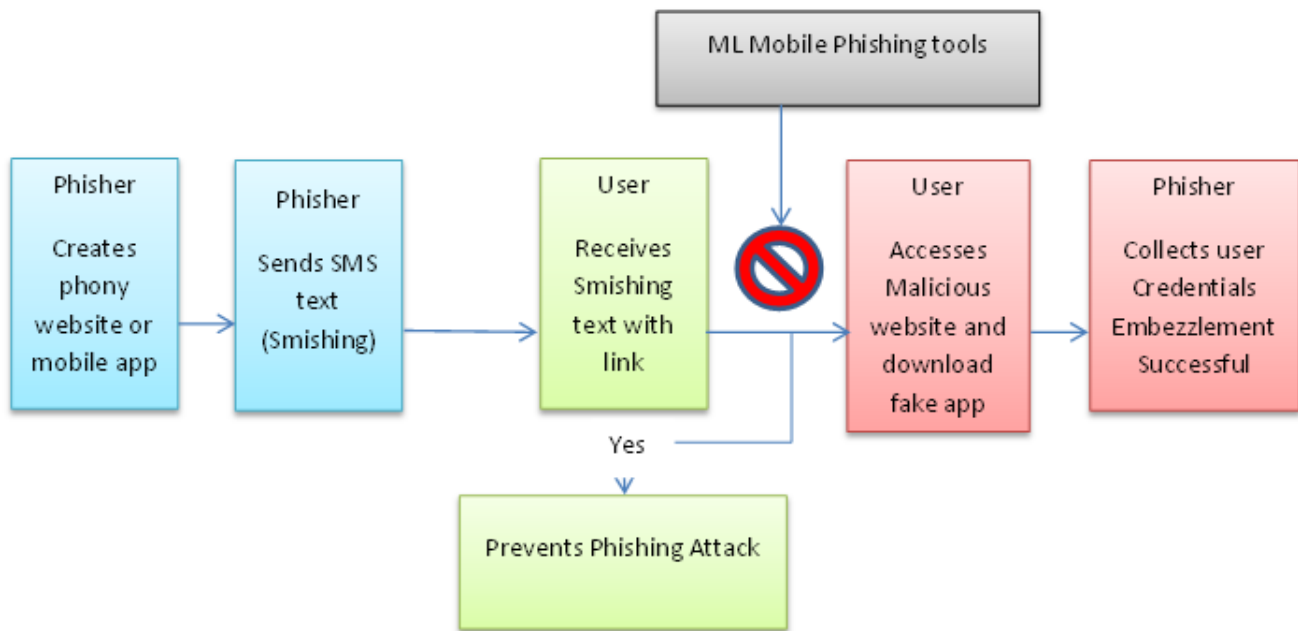 ML Mobile Phishing tools
Phisher
Creates
phony
website or
mobile app
Phisher
Sends SMS
text
(Smishing)
User
Receives
Smishing
text with
link
User
Accesses
Malicious
website and
download
fake app
Phisher
Collects user
Credentials
Embezzlement
Successful
Yes
Prevents Phishing Attack